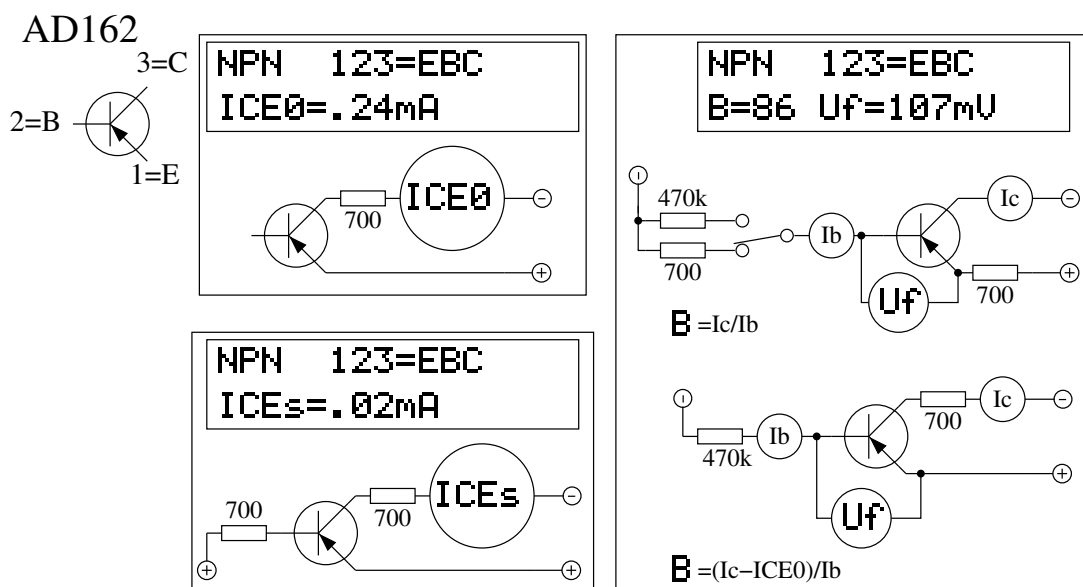 AD162
3=C
2=B
1=E
NPN 123=EBC
ICE0=.24mA
ICE0
700
−
+
NPN 123=EBC
ICEs=.02mA
ICEs
700
700
−
+
+
NPN 123=EBC
B=86 Uf=107mV
−
470k
700
Ib
Ic
−
Uf
700
+
B =Ic/Ib
−
470k
Ib
700
Ic
−
+
Uf
B =(Ic−ICE0)/Ib